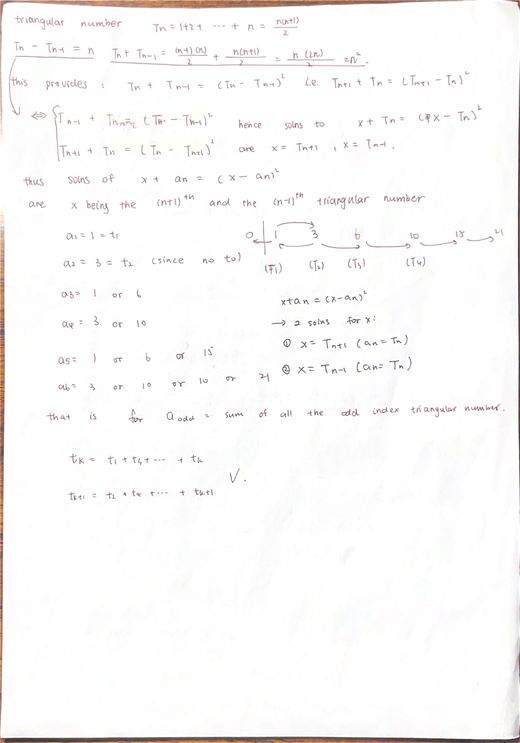 triangular number Tn = 1+2+ ... + n = n(n+1)/2
Tn - Tn-1 = n Tn + Tn-1 = (n-1)(n)/2 + n(n+1)/2 = n(2n)/2 = n².
this provides : Tn + Tn-1 = (Tn - Tn-1)² i.e. Tn+1 + Tn = (Tn+1 - Tn)²
⇔ { Tn-1 + Tn = (Tn - Tn-1)²
hence solns to x + Tn = (x - Tn)²
Tn+1 + Tn = (Tn - Tn+1)² are x = Tn+1 , x = Tn-1.
thus solns of x + an = (x - an)²
are x being the (n+1)th and the (n-1)th triangular number
a1 = 1 = t1
0 1 3 6 10 15 21
(T1) (T2) (T3) (T4)
a2 = 3 = t2 (since no t0)
a3 = 1 or 6
x+an = (x-an)²
a4 = 3 or 10
→ 2 solns for x:
① x = Tn+1 (an = Tn)
a5 = 1 or 6 or 15
② x = Tn-1 (an = Tn)
a6 = 3 or 10 or 10 or 21
that is for a odd = sum of all the odd index triangular number.
tk = t1 + t3 + ... + tk
V.
tk+1 = t2 + t4 + ... + tk+1